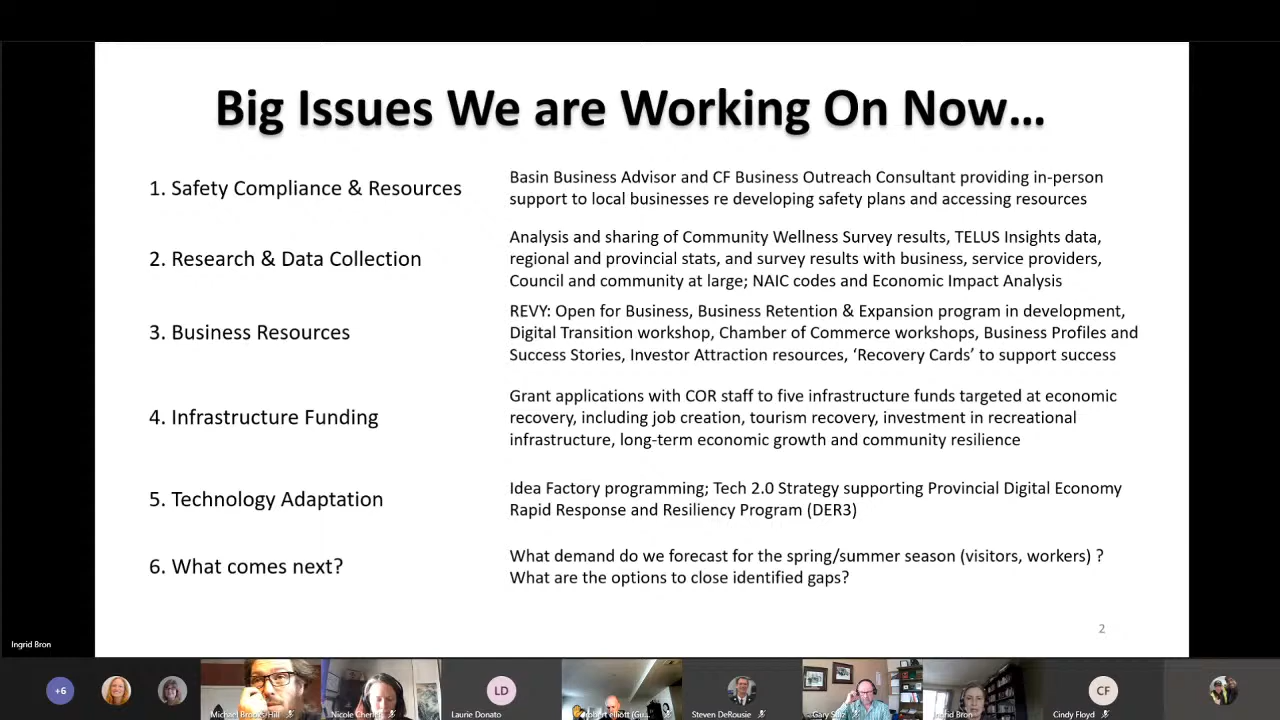 Big Issues We are Working On Now...
1. Safety Compliance & Resources
Basin Business Advisor and CF Business Outreach Consultant providing in-person
support to local businesses re developing safety plans and accessing resources
2. Research & Data Collection
Analysis and sharing of Community Wellness Survey results, TELUS Insights data,
regional and provincial stats, and survey results with business, service providers,
Council and community at large; NAIC codes and Economic Impact Analysis
3. Business Resources
REVY: Open for Business, Business Retention & Expansion program in development,
Digital Transition workshop, Chamber of Commerce workshops, Business Profiles and
Success Stories, Investor Attraction resources, ‘Recovery Cards’ to support success
4. Infrastructure Funding
Grant applications with COR staff to five infrastructure funds targeted at economic
recovery, including job creation, tourism recovery, investment in recreational
infrastructure, long-term economic growth and community resilience
5. Technology Adaptation
Idea Factory programming; Tech 2.0 Strategy supporting Provincial Digital Economy
Rapid Response and Resiliency Program (DER3)
6. What comes next?
What demand do we forecast for the spring/summer season (visitors, workers) ?
What are the options to close identified gaps?
2
Ingrid Bron
+6
LD
CF
Michael Brooks-Hill
Nicole
Laurie Donato
elliott (Gu...
Steven DeRousie
Gary
Ingrid Bron
Cindy Floyd